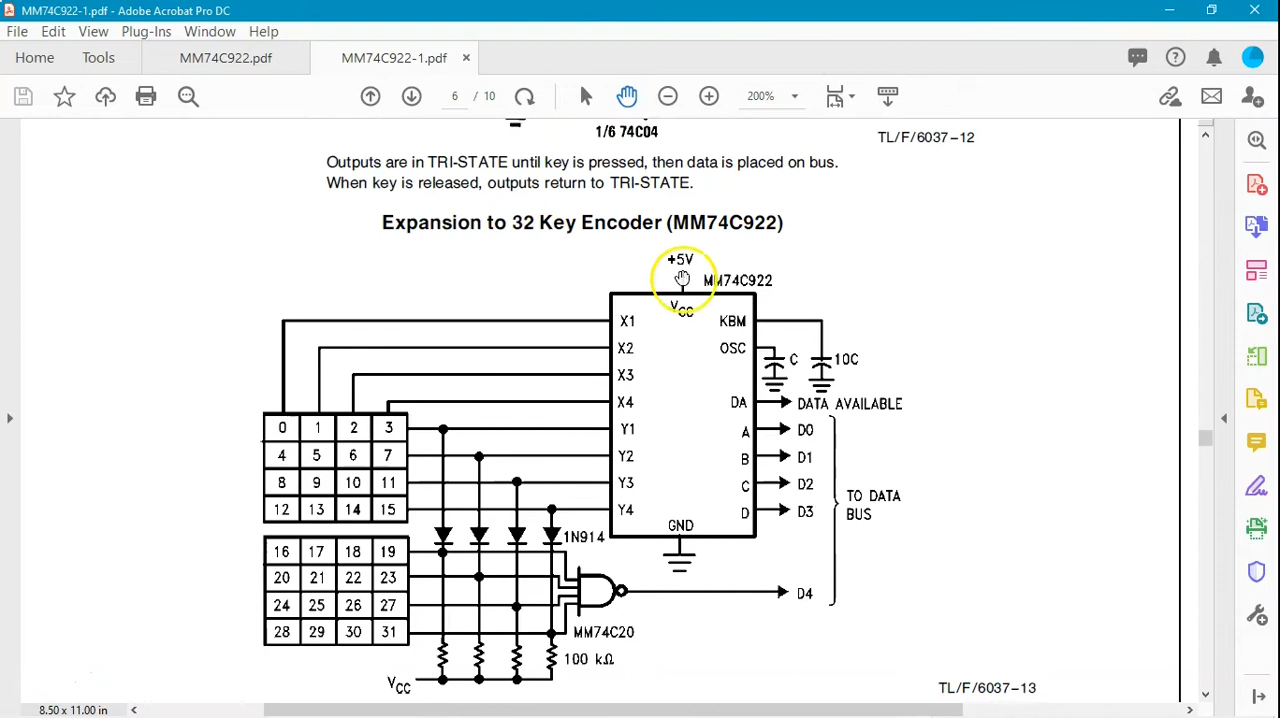 MM74C922-1.pdf - Adobe Acrobat Pro DC
File Edit View Plug-Ins Window Help
Home Tools MM74C922.pdf MM74C922-1.pdf ×
6 / 10 200%
1/6 74C04
TL/F/6037–12
Outputs are in TRI-STATE until key is pressed, then data is placed on bus.
When key is released, outputs return to TRI-STATE.
Expansion to 32 Key Encoder (MM74C922)
+5V
MM74C922
VCC
X1 KBM
X2 OSC C 10C
X3
X4 DA DATA AVAILABLE
0 1 2 3 Y1 A D0
4 5 6 7 Y2 B D1
8 9 10 11 Y3 C D2
12 13 14 15 Y4 D D3
TO DATA
BUS
GND
1N914
16 17 18 19
20 21 22 23
24 25 26 27
28 29 30 31
D4
MM74C20
100 kΩ
VCC
TL/F/6037–13
8.50 x 11.00 in